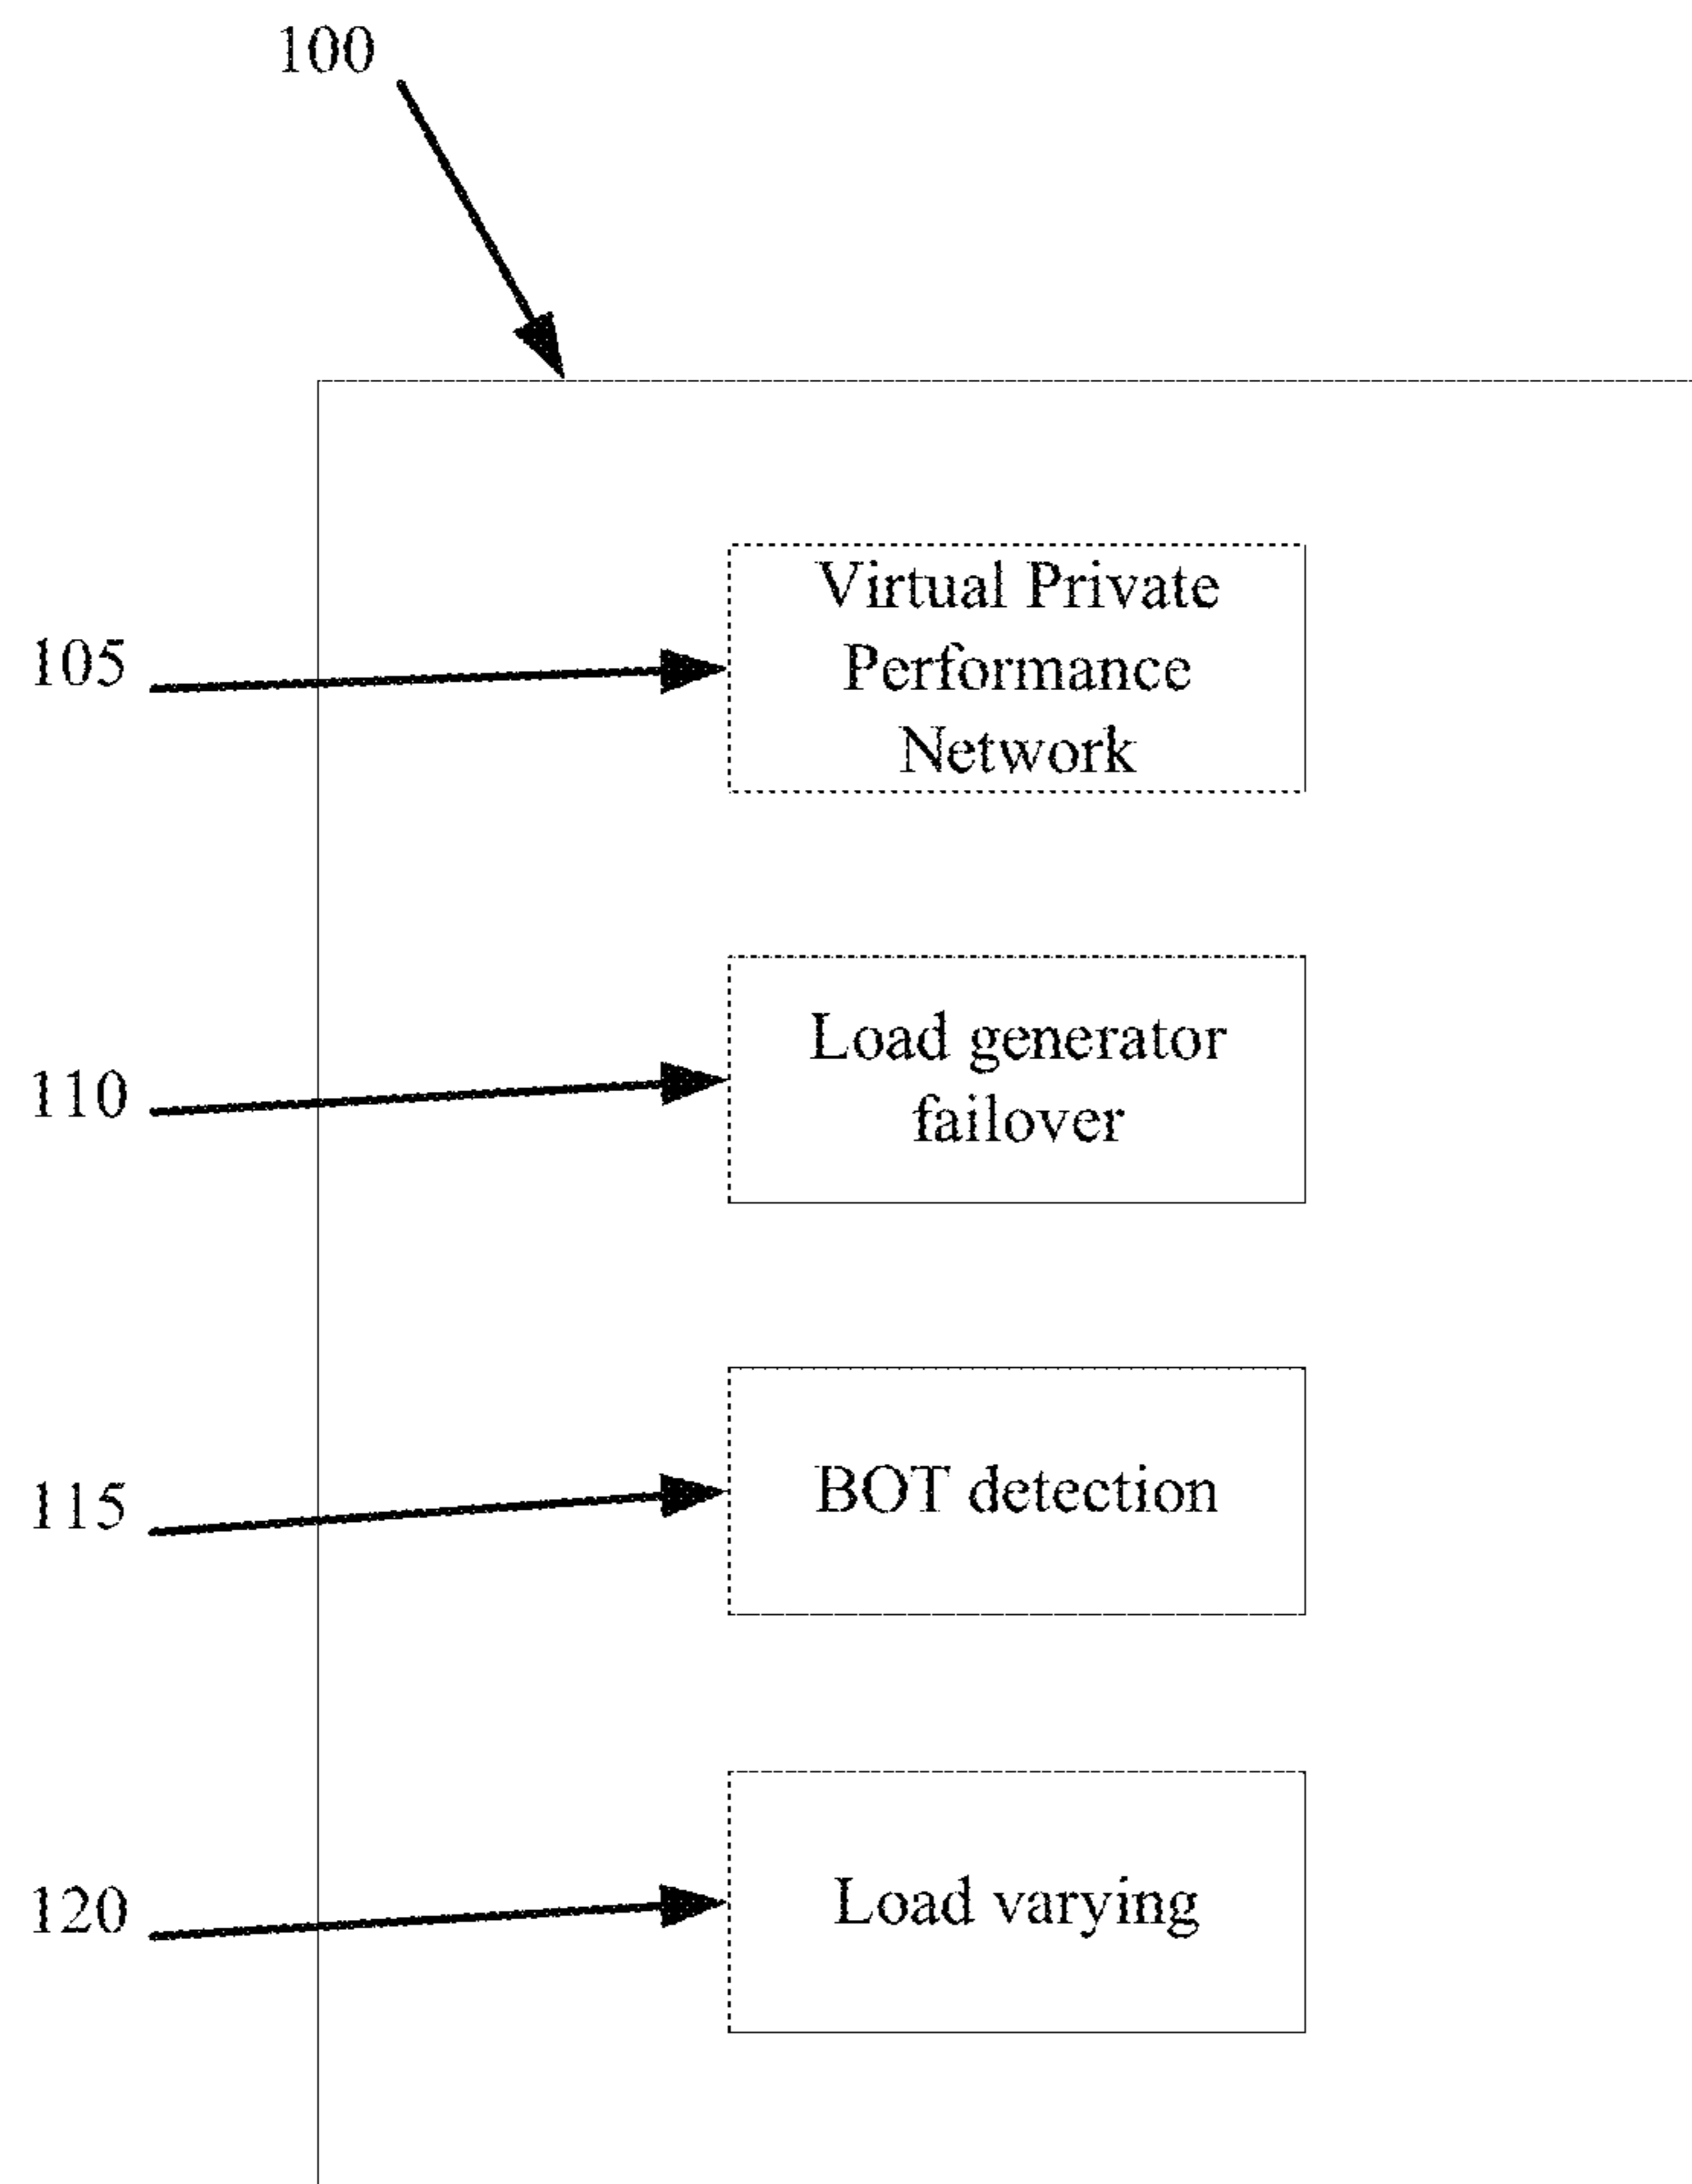 100
105
Virtual Private
Performance
Network
110
Load generator
failover
115
BOT detection
120
Load varying